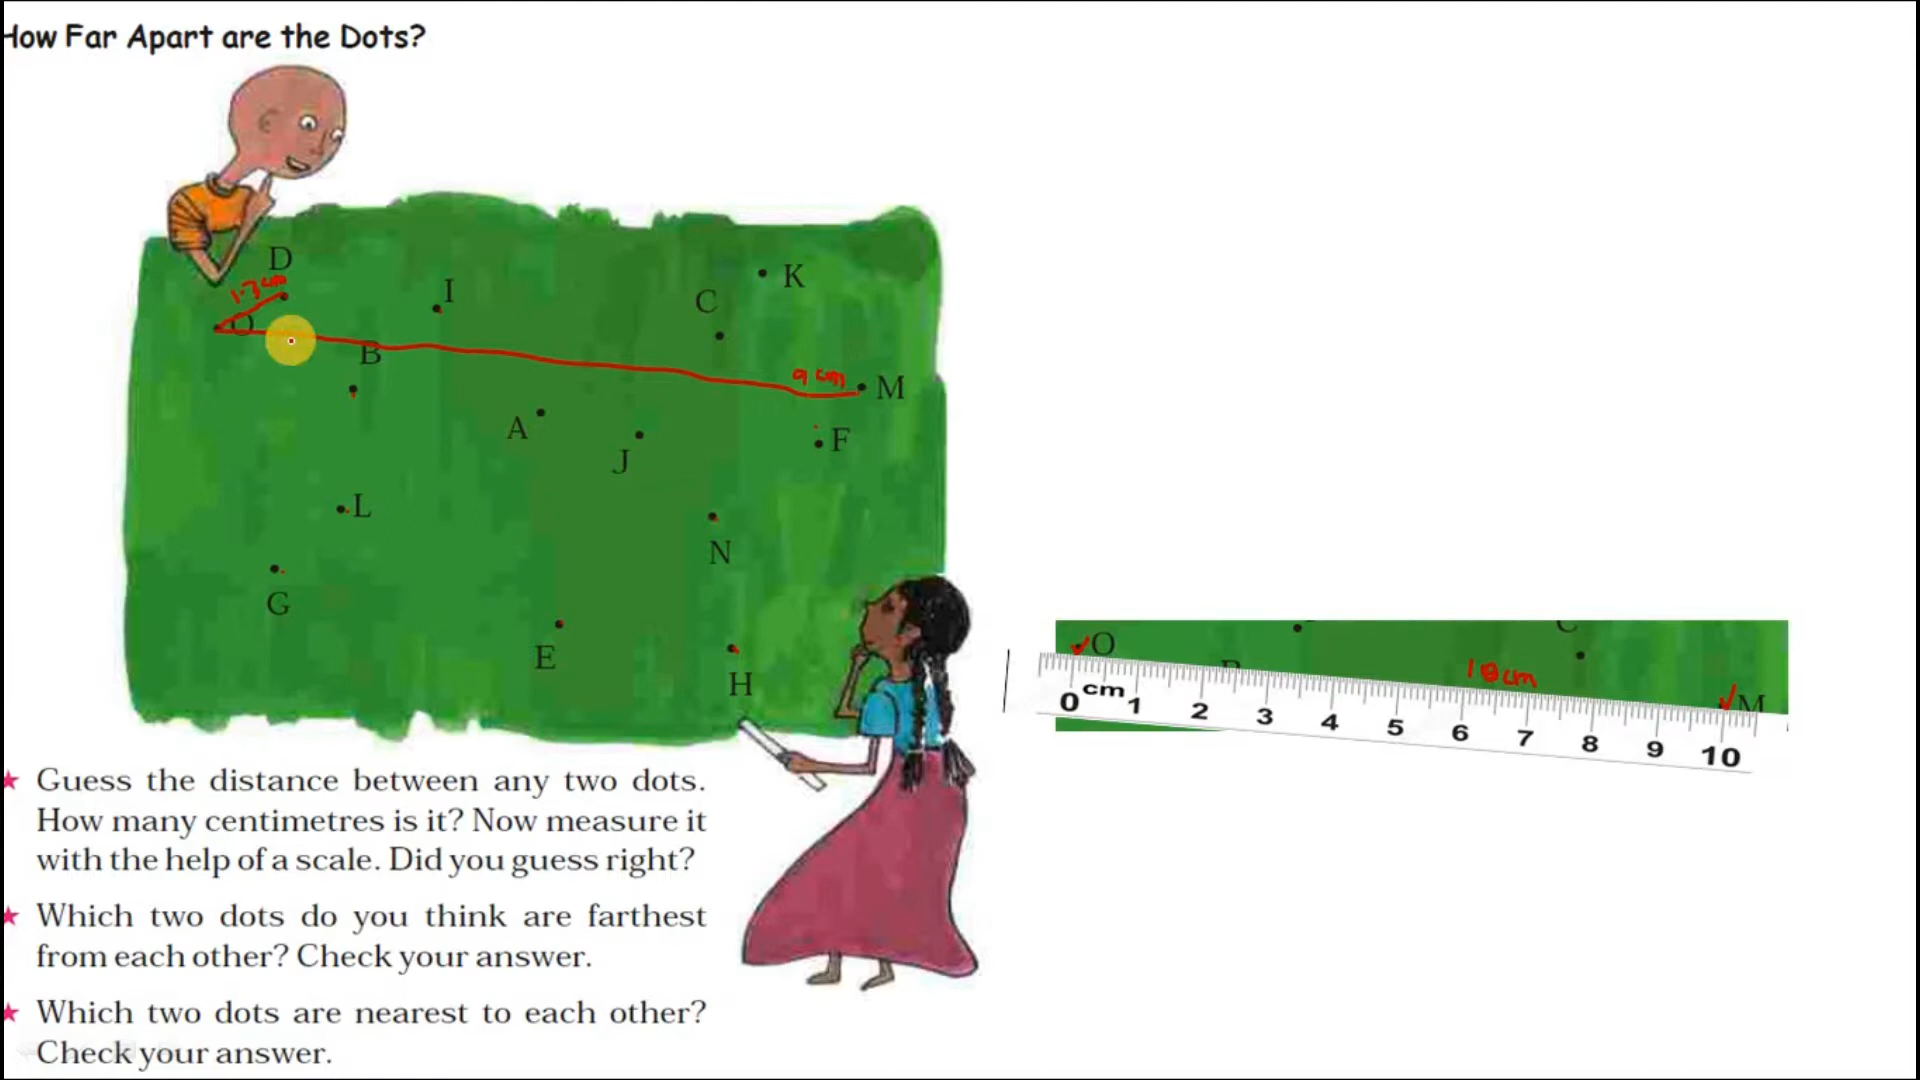 How Far Apart are the Dots?
D
K
I
1.3 cm
C
O
B
9 cm
M
A
F
J
L
N
G
E
H
O
C
10cm
M
0 cm 1 2 3 4 5 6 7 8 9 10
Guess the distance between any two dots.
How many centimetres is it? Now measure it
with the help of a scale. Did you guess right?
Which two dots do you think are farthest
from each other? Check your answer.
Which two dots are nearest to each other?
Check your answer.